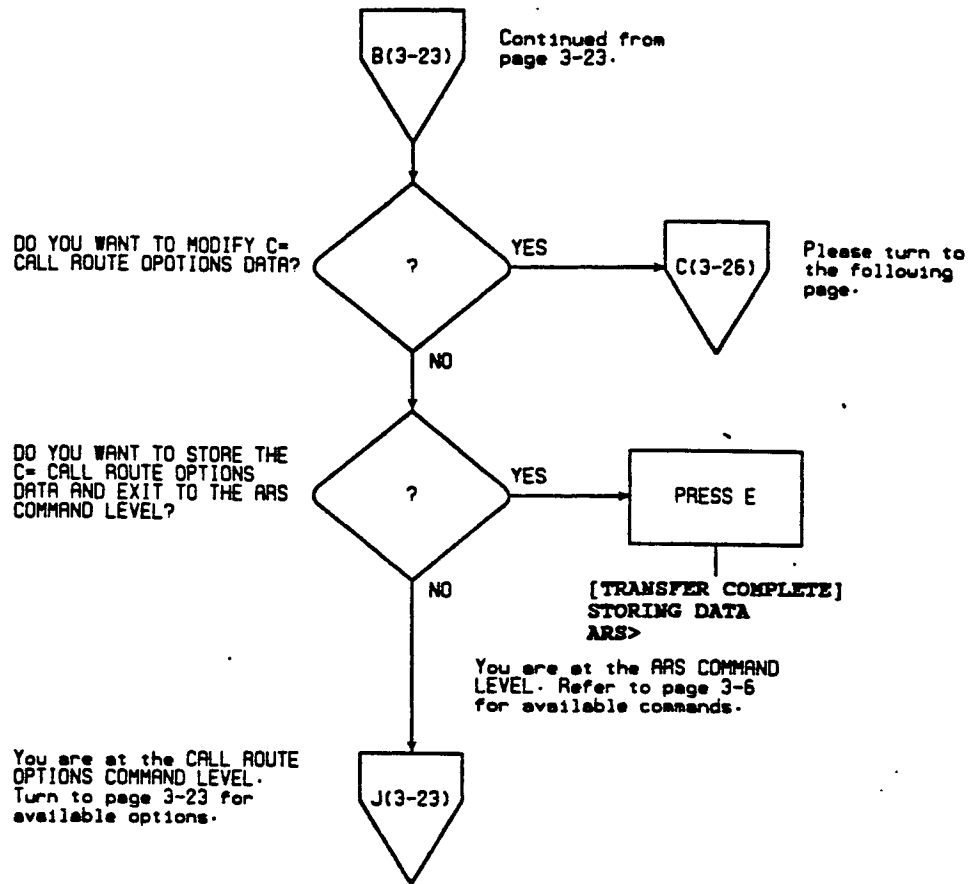 B(3-23)
Continued from
page 3-23.
DO YOU WANT TO MODIFY C=
CALL ROUTE OPOTIONS DATA?
?
YES
C(3-26)
Please turn to
the following
page.
NO
DO YOU WANT TO STORE THE
C= CALL ROUTE OPTIONS
DATA AND EXIT TO THE ARS
COMMAND LEVEL?
?
YES
PRESS E
NO
[TRANSFER COMPLETE]
STORING DATA
ARS>
You are at the ARS COMMAND
LEVEL. Refer to page 3-6
for available commands.
You are at the CALL ROUTE
OPTIONS COMMAND LEVEL.
Turn to page 3-23 for
available options.
J(3-23)